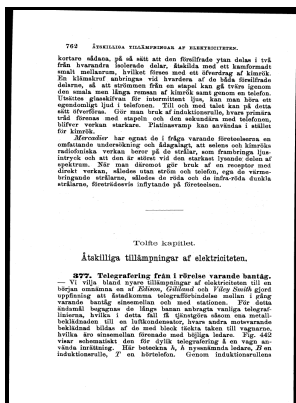 762 ÅTSKILLIGA TILLÄMPNINGAR AF ELEKTRICITETEN.
kortare sådana, på så sätt att den försilfrade ytan delas i två
från hvarandra isolerade delar, åtskilda med ett kamformadt
smalt mellanrum, hvilket förses med ett öfverdrag af kimrök.
En klämskruf anbringas vid hvardera af de båda försilfrade
delarne, så att strömmen från en stapel kan gå tvärs igenom
den smala men långa remsan af kimrök samt genom en telefon.
Utsättes glasskifvan för intermittent ljus, kan man höra ett
egendomligt ljud i telefonen. Till och med talet kan på detta
sätt öfverföras. Gör man bruk af induktionsrulle, hvars primära
tråd förenas med stapeln och den sekundära med telefonen,
blifver verkan starkare. Platinasvamp kan användas i stället
för kimrök.
Mercadier har egnat de i fråga varande företeelserna en
omfattande undersökning och ådagalagt, att selens och kimröks
radiofoniska verkan beror på de strålar, som frambringa ljus-
intryck och att den är störst vid den starkast lysande delen af
spektrum. När man däremot gör bruk af en receptor med
direkt verkan, således utan ström och telefon, ega de värme-
bringande strålarne, således de röda och de infra-röda dunkla
strålarne, företrädesvis inflytande på företeelsen.
Tolfte kapitlet.
Åtskilliga tillämpningar af elektriciteten.
377. Telegrafering från i rörelse varande bantåg.
— Vi vilja bland nyare tillämpningar af elektriciteten till en
början omnämna en af Edison, Gilliand och Villy Smith gjord
uppfinning att åstadkomma telegrafförbindelse mellan i gång
varande bantåg sinsemellan och med stationen. För detta
ändamål begagnas de längs banan anbragta vanliga telegraf-
linierna, hvilka i detta fall få tjenstgöra såsom ena metall-
beklädnaden till en luftkondensator, hvars andra motsvarande
beklädnad bildas af de med bleck täckta taken till vagnarne,
hvilka äro sinsemellan förenade med böjliga ledare. Fig. 442
visar schematiskt den för dylik telegrafering å en vagn an-
vända inrättning. Här beteckna h, h nyssnämnda ledare, B en
induktionsrulle, T en hörtelefon. Genom induktionsrullens